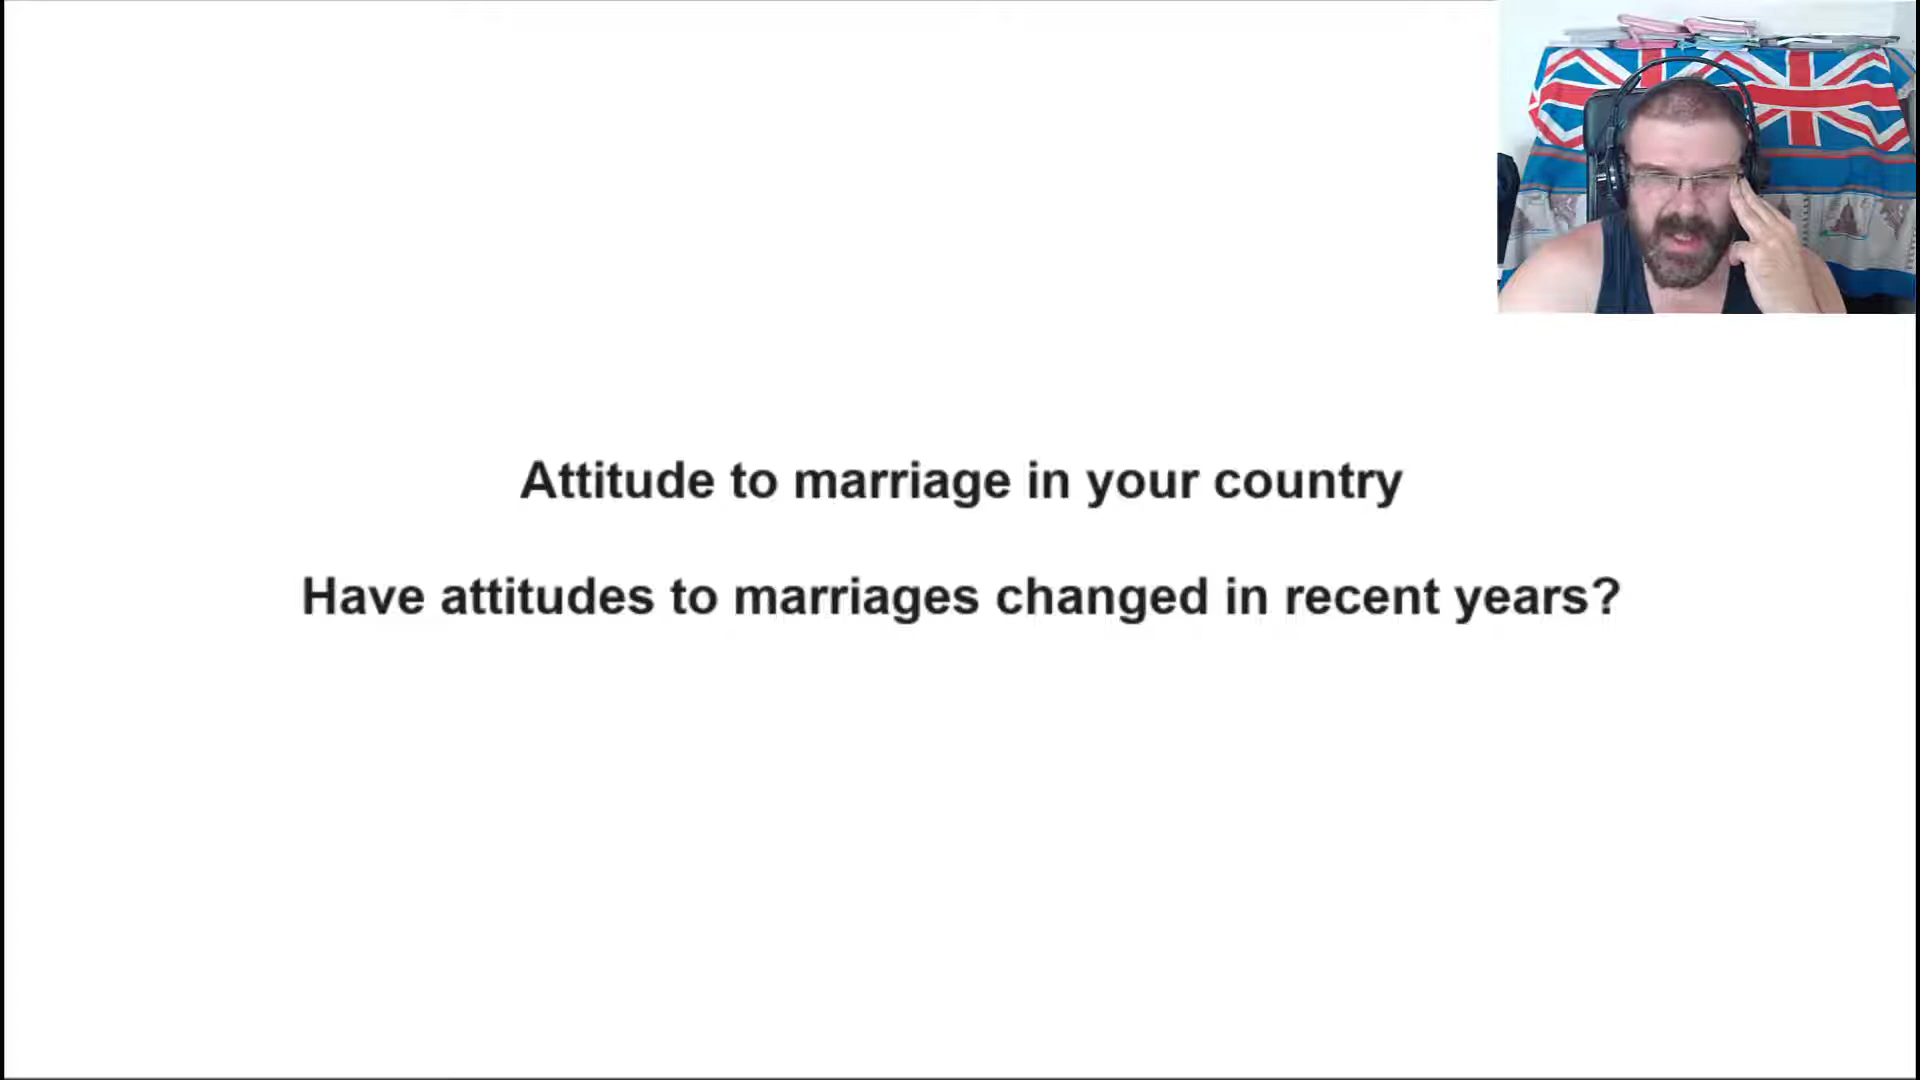 Attitude to marriage in your country
Have attitudes to marriages changed in recent years?